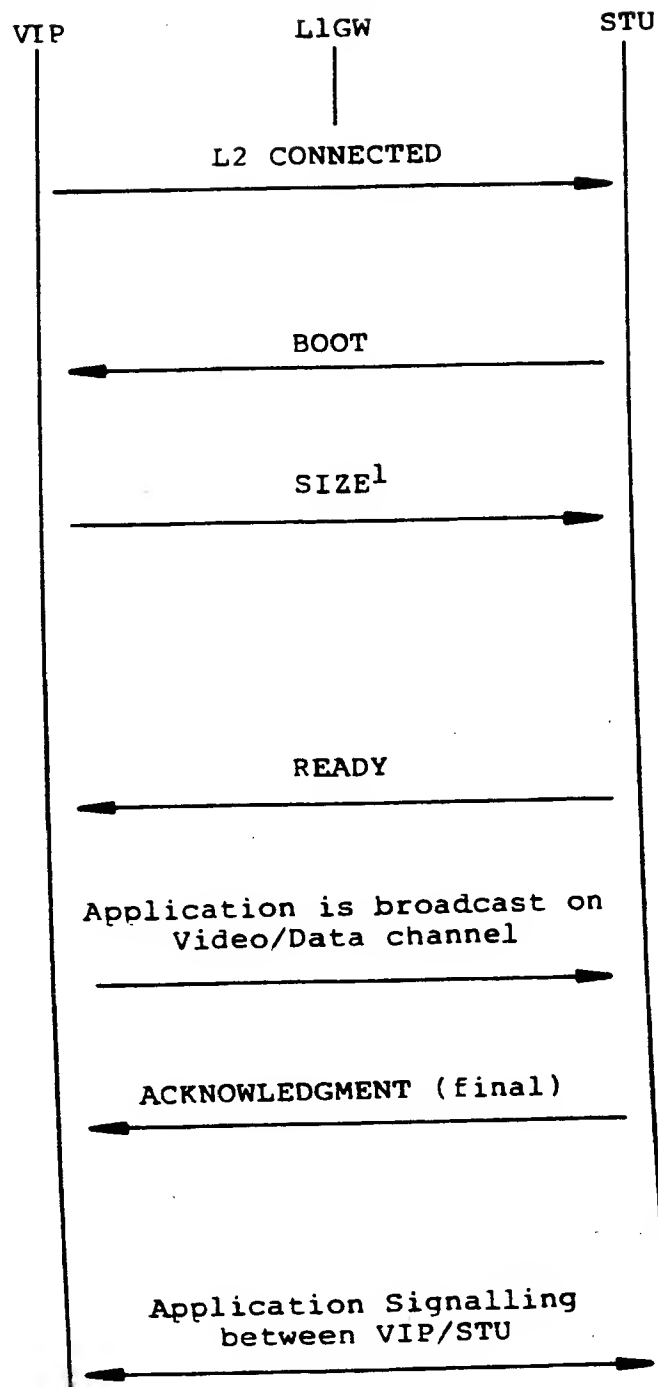 VIP L1GW STU
L2 CONNECTED
BOOT
SIZE1
READY
Application is broadcast on
Video/Data channel
ACKNOWLEDGMENT (final)
Application Signalling
between VIP/STU